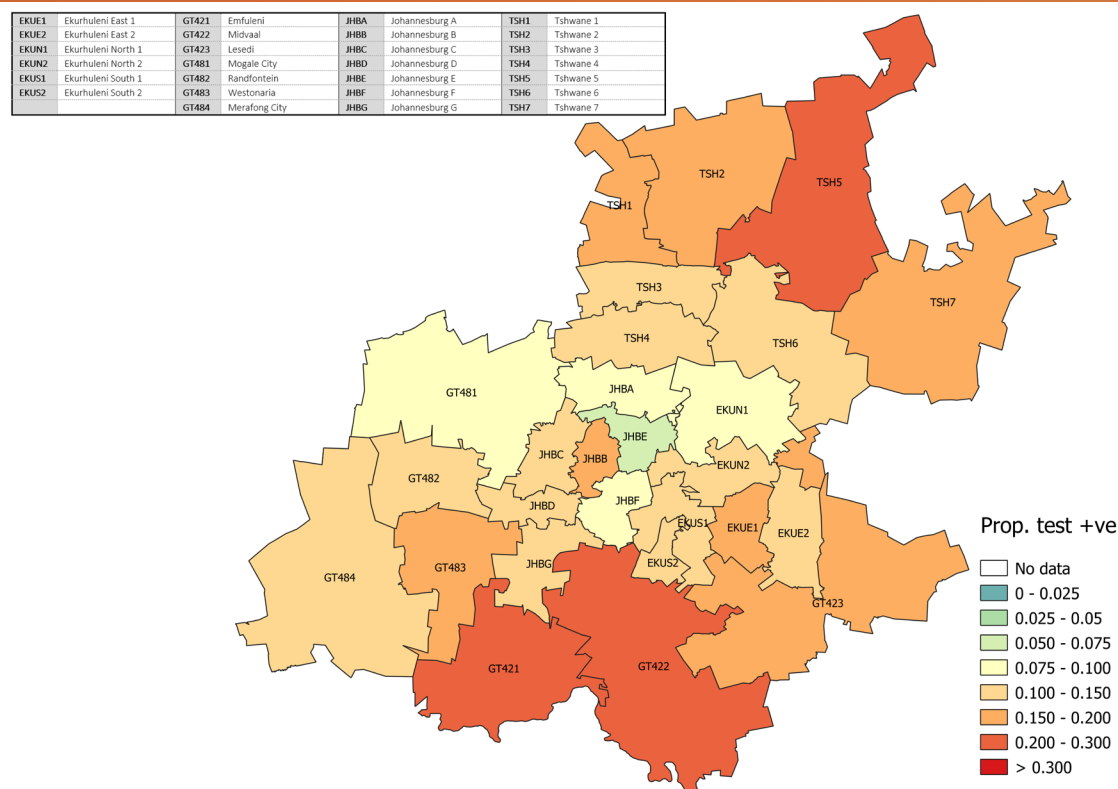 EKUE1 Ekurhuleni East 1 GT421 Emfuleni JHBA Johannesburg A TSH1 Tshwane 1
EKUE2 Ekurhuleni East 2 GT422 Midvaal JHBB Johannesburg B TSH2 Tshwane 2
EKUN1 Ekurhuleni North 1 GT423 Lesedi JHBC Johannesburg C TSH3 Tshwane 3
EKUN2 Ekurhuleni North 2 GT481 Mogale City JHBD Johannesburg D TSH4 Tshwane 4
EKUS1 Ekurhuleni South 1 GT482 Randfontein JHBE Johannesburg E TSH5 Tshwane 5
EKUS2 Ekurhuleni South 2 GT483 Westonaria JHBF Johannesburg F TSH6 Tshwane 6
GT484 Merafong City JHBG Johannesburg G TSH7 Tshwane 7
TSH2
TSH5
TSH1
TSH3
TSH7
TSH4
TSH6
JHBA
GT481
EKUN1
JHBE
JHBC
JHBB
EKUN2
GT482
JHBF
JHBD
EKUS1
EKUE1
EKUE2
JHBG
EKUS2
GT483
GT484
GT423
GT421
GT422
Prop. test +ve
No data
0 - 0.025
0.025 - 0.05
0.050 - 0.075
0.075 - 0.100
0.100 - 0.150
0.150 - 0.200
0.200 - 0.300
> 0.300